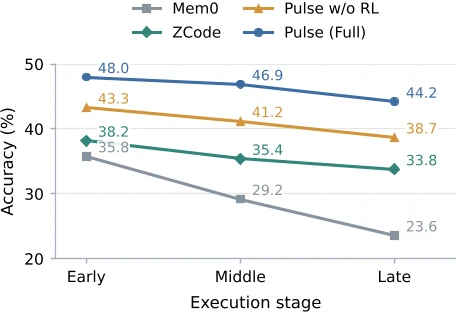 Mem0
Pulse w/o RL
ZCode
Pulse (Full)
Accuracy (%)
50
40
30
20
48.0
46.9
44.2
43.3
41.2
38.7
38.2
35.4
33.8
35.8
29.2
23.6
Early
Middle
Late
Execution stage